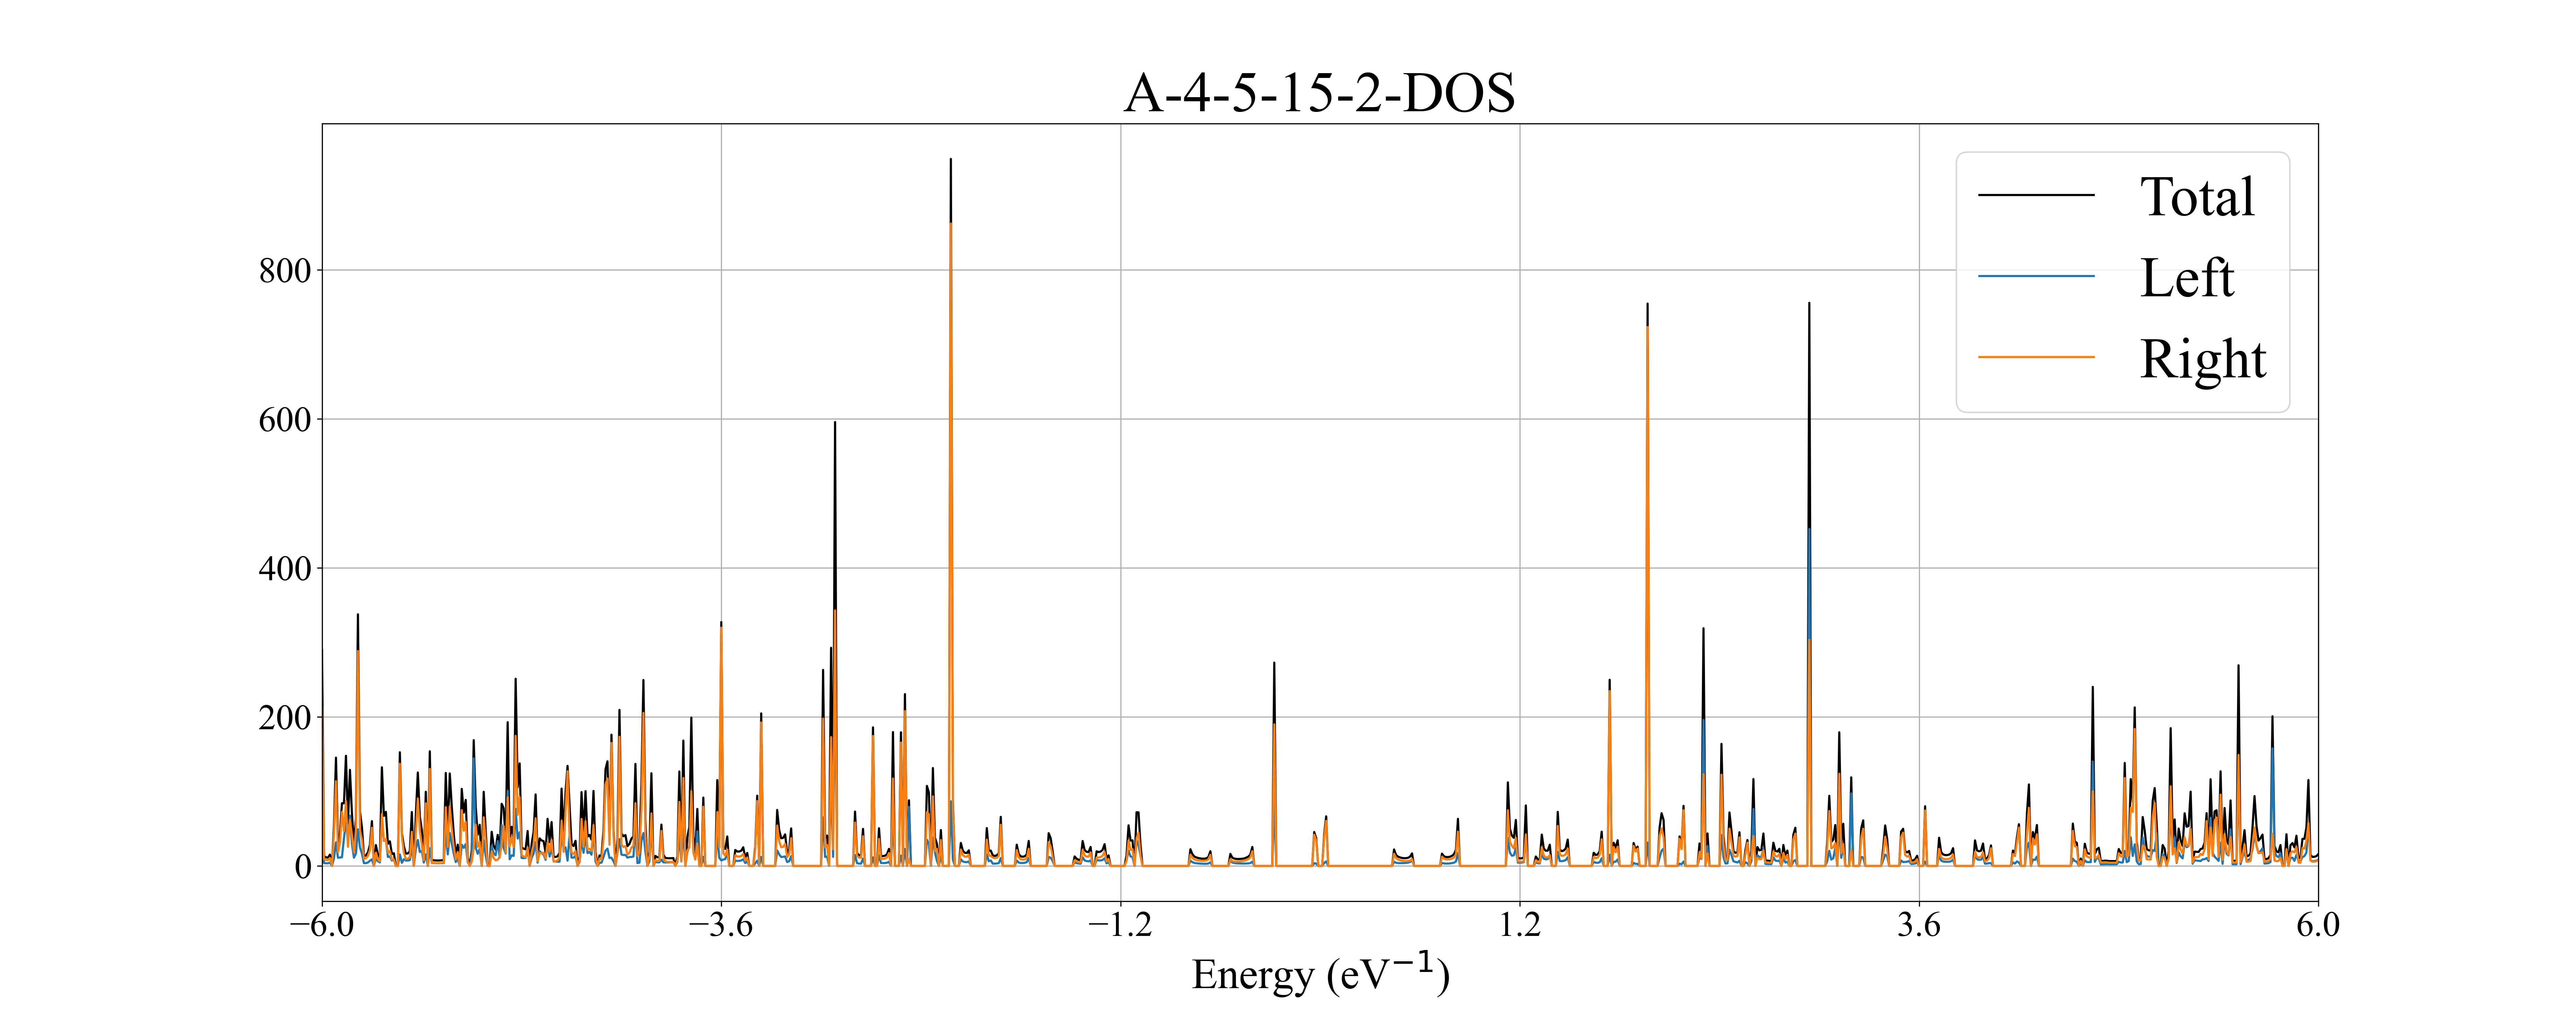 A-4-5-15-2-DOS
Total
Left
Right
800
600
400
200
0
−6.0 −3.6 −1.2 1.2 3.6 6.0
Energy (eV⁻¹)